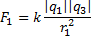 F₁ = k |q₁||q₃| / r₁²